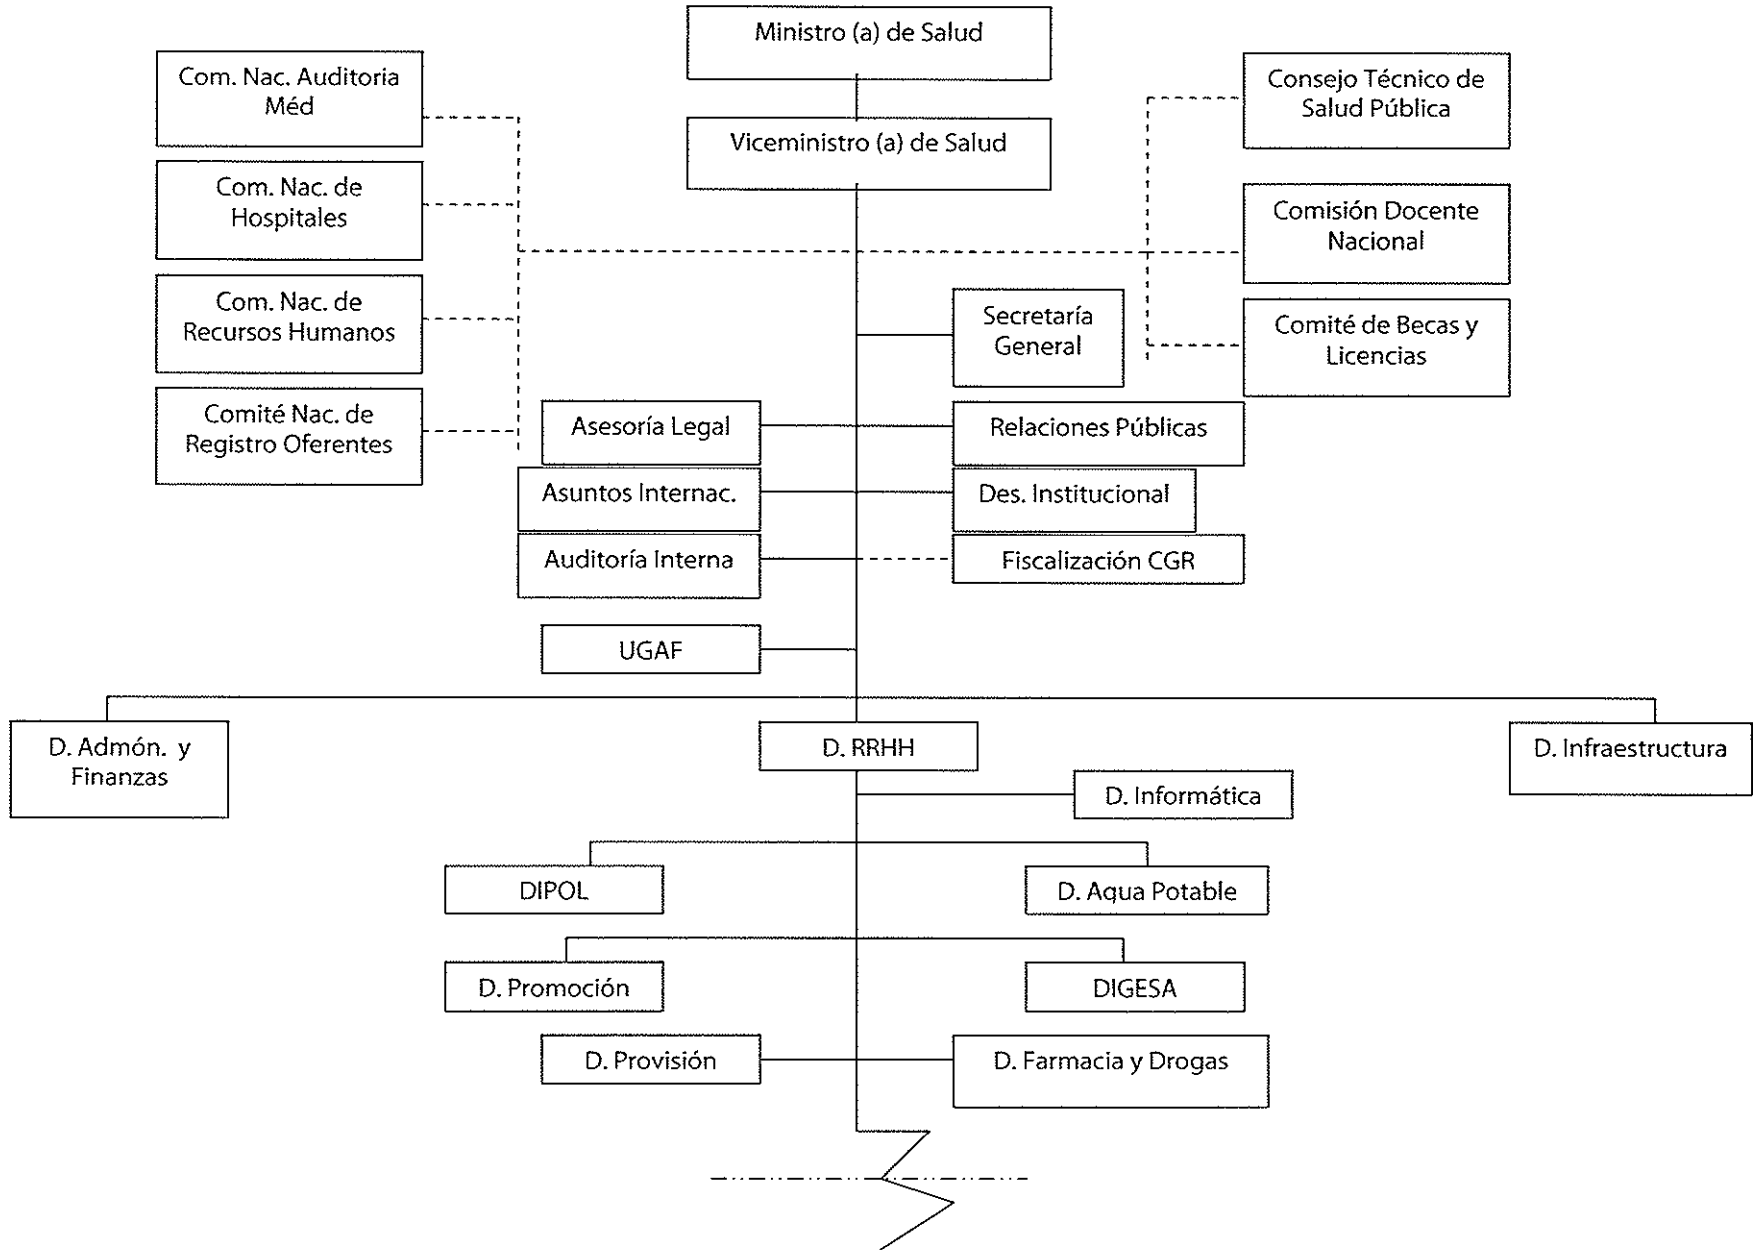 Ministro (a) de Salud
Com. Nac. Auditoria
Méd
Consejo Técnico de
Salud Pública
Viceministro (a) de Salud
Com. Nac. de
Hospitales
Comisión Docente
Nacional
Com. Nac. de
Recursos Humanos
Secretaría
General
Comité de Becas y
Licencias
Comité Nac. de
Registro Oferentes
Asesoría Legal
Relaciones Públicas
Asuntos Internac.
Des. Institucional
Auditoría Interna
Fiscalización CGR
UGAF
D. Admón. y
Finanzas
D. RRHH
D. Infraestructura
D. Informática
DIPOL
D. Agua Potable
D. Promoción
DIGESA
D. Provisión
D. Farmacia y Drogas